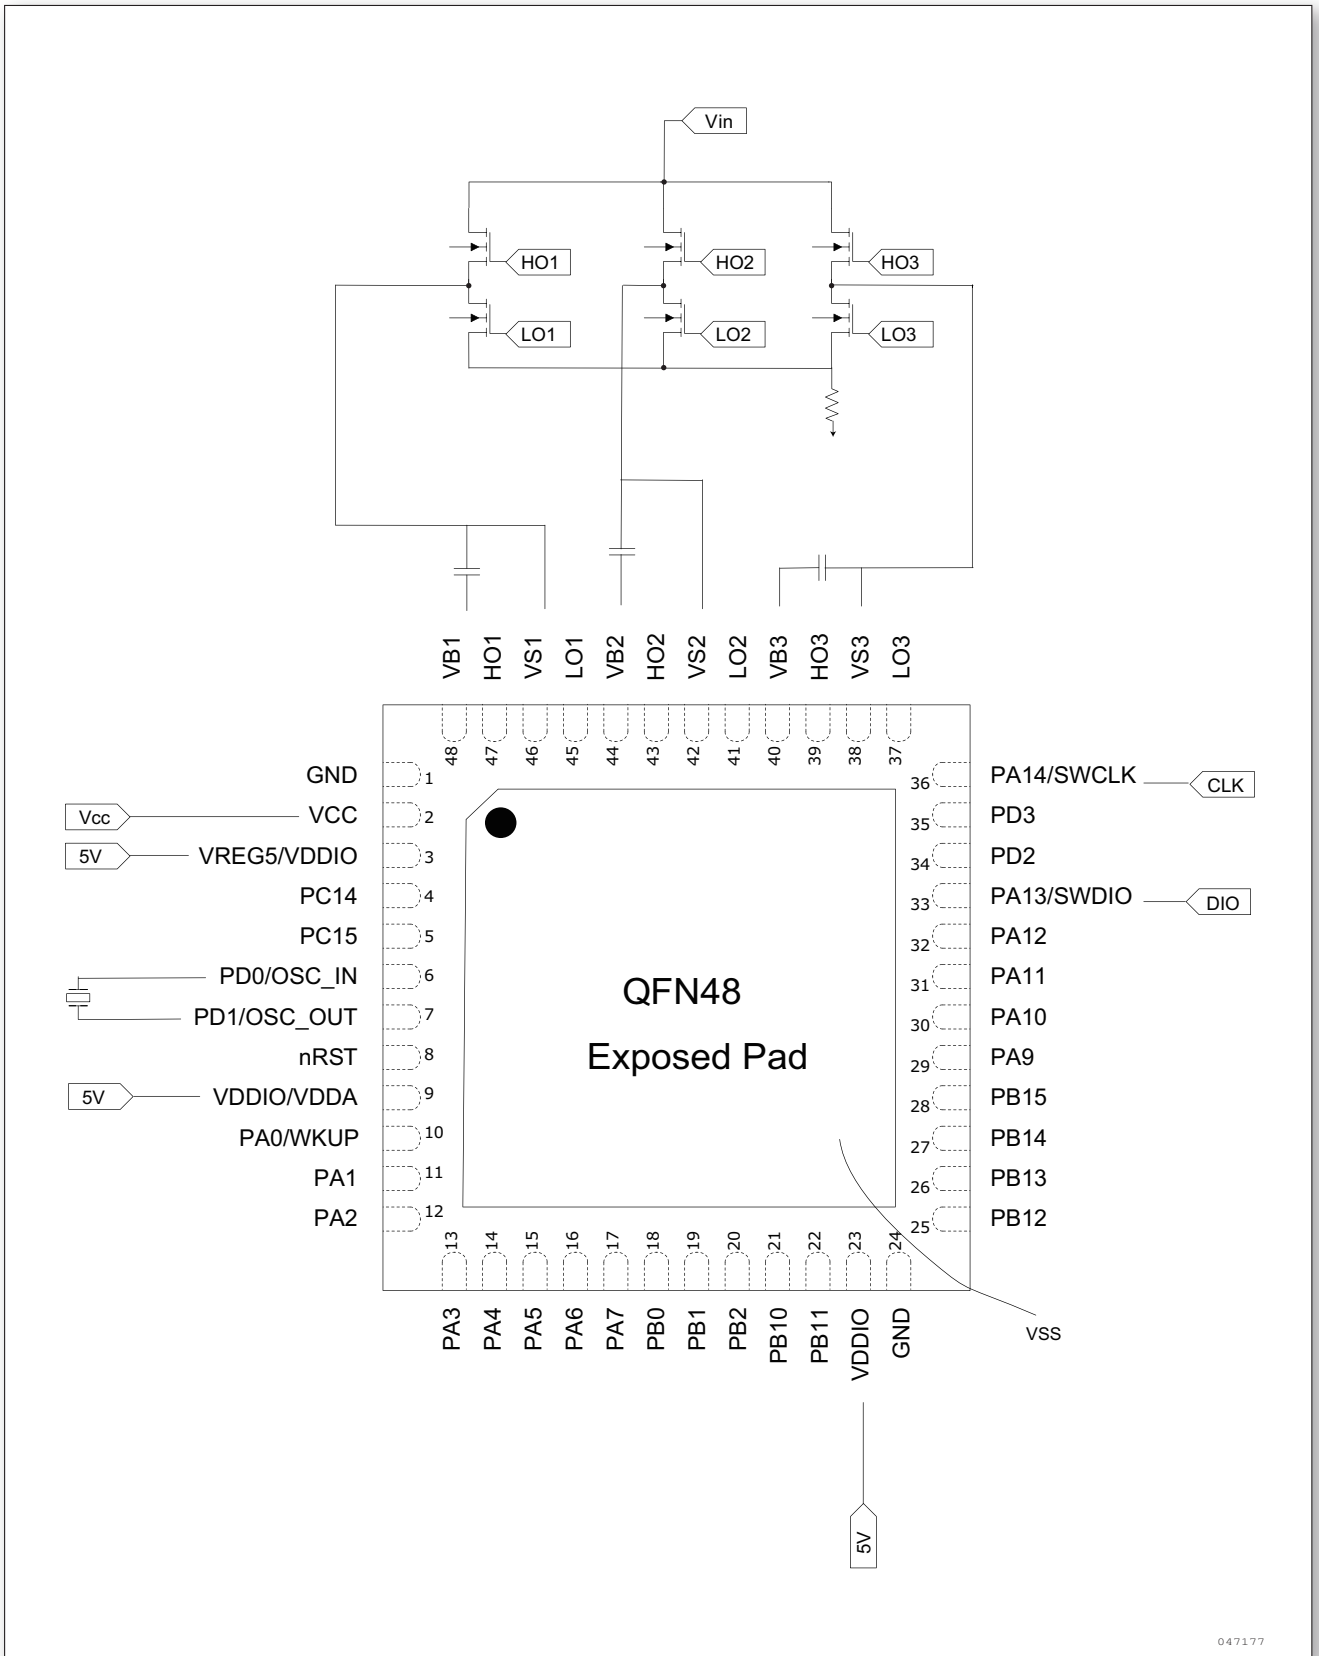 Vin
HO1
HO2
HO3
LO1
LO2
LO3
VB1
HO1
VS1
LO1
VB2
HO2
VS2
LO2
VB3
HO3
VS3
LO3
48
47
46
45
44
43
42
41
40
39
38
37
GND 1
Vcc VCC 2
5V VREG5/VDDIO 3
PC14 4
PC15 5
PD0/OSC_IN 6
PD1/OSC_OUT 7
nRST 8
5V VDDIO/VDDA 9
PA0/WKUP 10
PA1 11
PA2 12
36 PA14/SWCLK CLK
35 PD3
34 PD2
33 PA13/SWDIO DIO
32 PA12
31 PA11
30 PA10
29 PA9
28 PB15
27 PB14
26 PB13
25 PB12
QFN48
Exposed Pad
13
14
15
16
17
18
19
20
21
22
23
24
PA3
PA4
PA5
PA6
PA7
PB0
PB1
PB2
PB10
PB11
VDDIO
GND
VSS
5V
047177